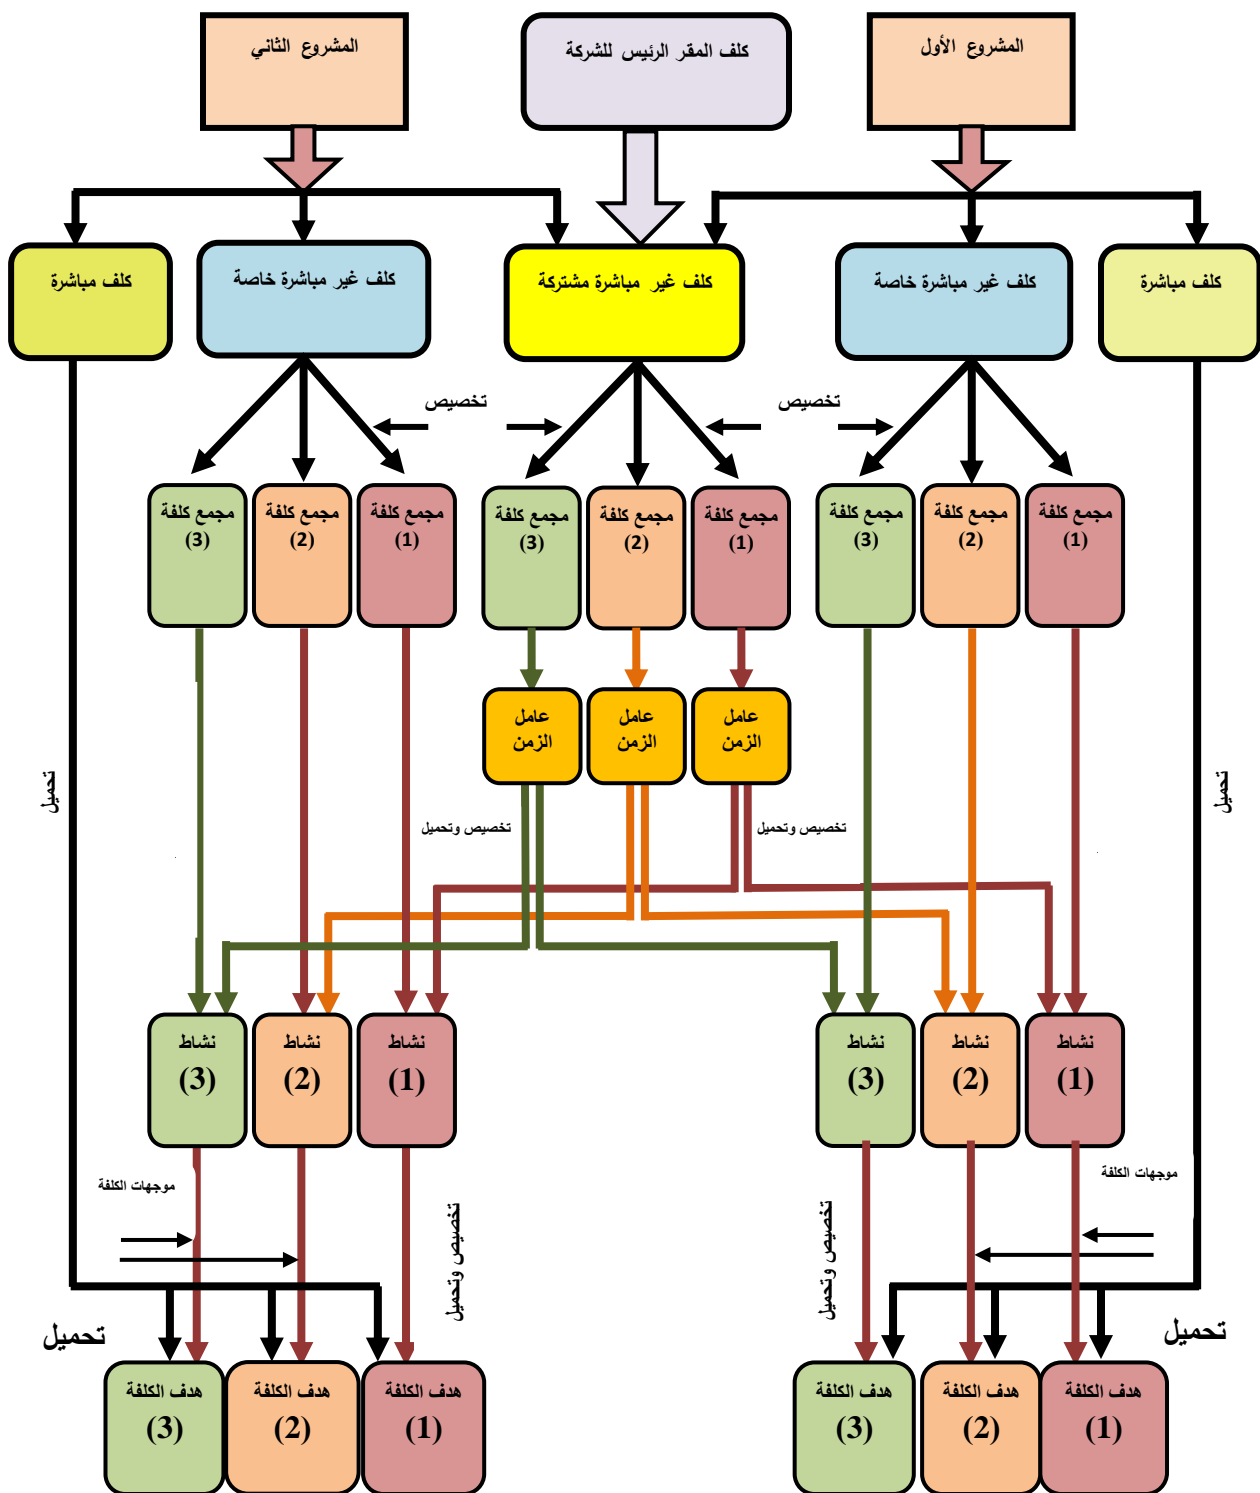 المشروع الأول
كلف المقر الرئيس للشركة
المشروع الثاني
كلف مباشرة
كلف غير مباشرة خاصة
كلف غير مباشرة مشتركة
كلف غير مباشرة خاصة
كلف مباشرة
تخصيص
تخصيص
مجمع كلفة
(1)
مجمع كلفة
(2)
مجمع كلفة
(3)
مجمع كلفة
(1)
مجمع كلفة
(2)
مجمع كلفة
(3)
مجمع كلفة
(1)
مجمع كلفة
(2)
مجمع كلفة
(3)
عامل
الزمن
عامل
الزمن
عامل
الزمن
تحميل
تحميل
تخصيص وتحميل
تخصيص وتحميل
نشاط
(1)
نشاط
(2)
نشاط
(3)
نشاط
(1)
نشاط
(2)
نشاط
(3)
موجهات الكلفة
موجهات الكلفة
تخصيص وتحميل
تخصيص وتحميل
تحميل
تحميل
هدف الكلفة
(1)
هدف الكلفة
(2)
هدف الكلفة
(3)
هدف الكلفة
(1)
هدف الكلفة
(2)
هدف الكلفة
(3)